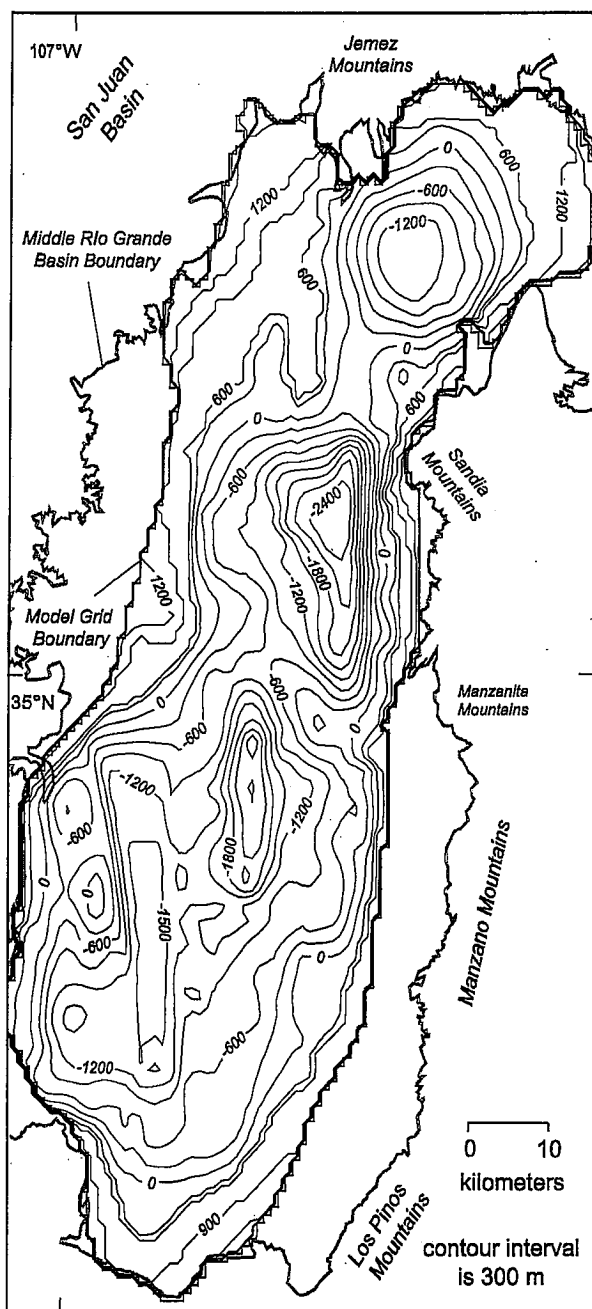 107°W
San Juan
Basin
Jemez
Mountains
0
600
-600
1200
1200
-1200
Middle RIo Grande
Basin Boundary
600
0
600
0
600
-600
Sandia
Mountains
-2400
-1800
0
1200
-1200
Model Grid
Boundary
35°N
-600
Manzanita
Mountains
0
-600
0
-1200
-1200
-600
-1800
0
0
-1500
Manzano Mountains
-600
0
-600
-1200
0
900
0 10
kilometers
Los Pinos
Mountains
contour interval
is 300 m